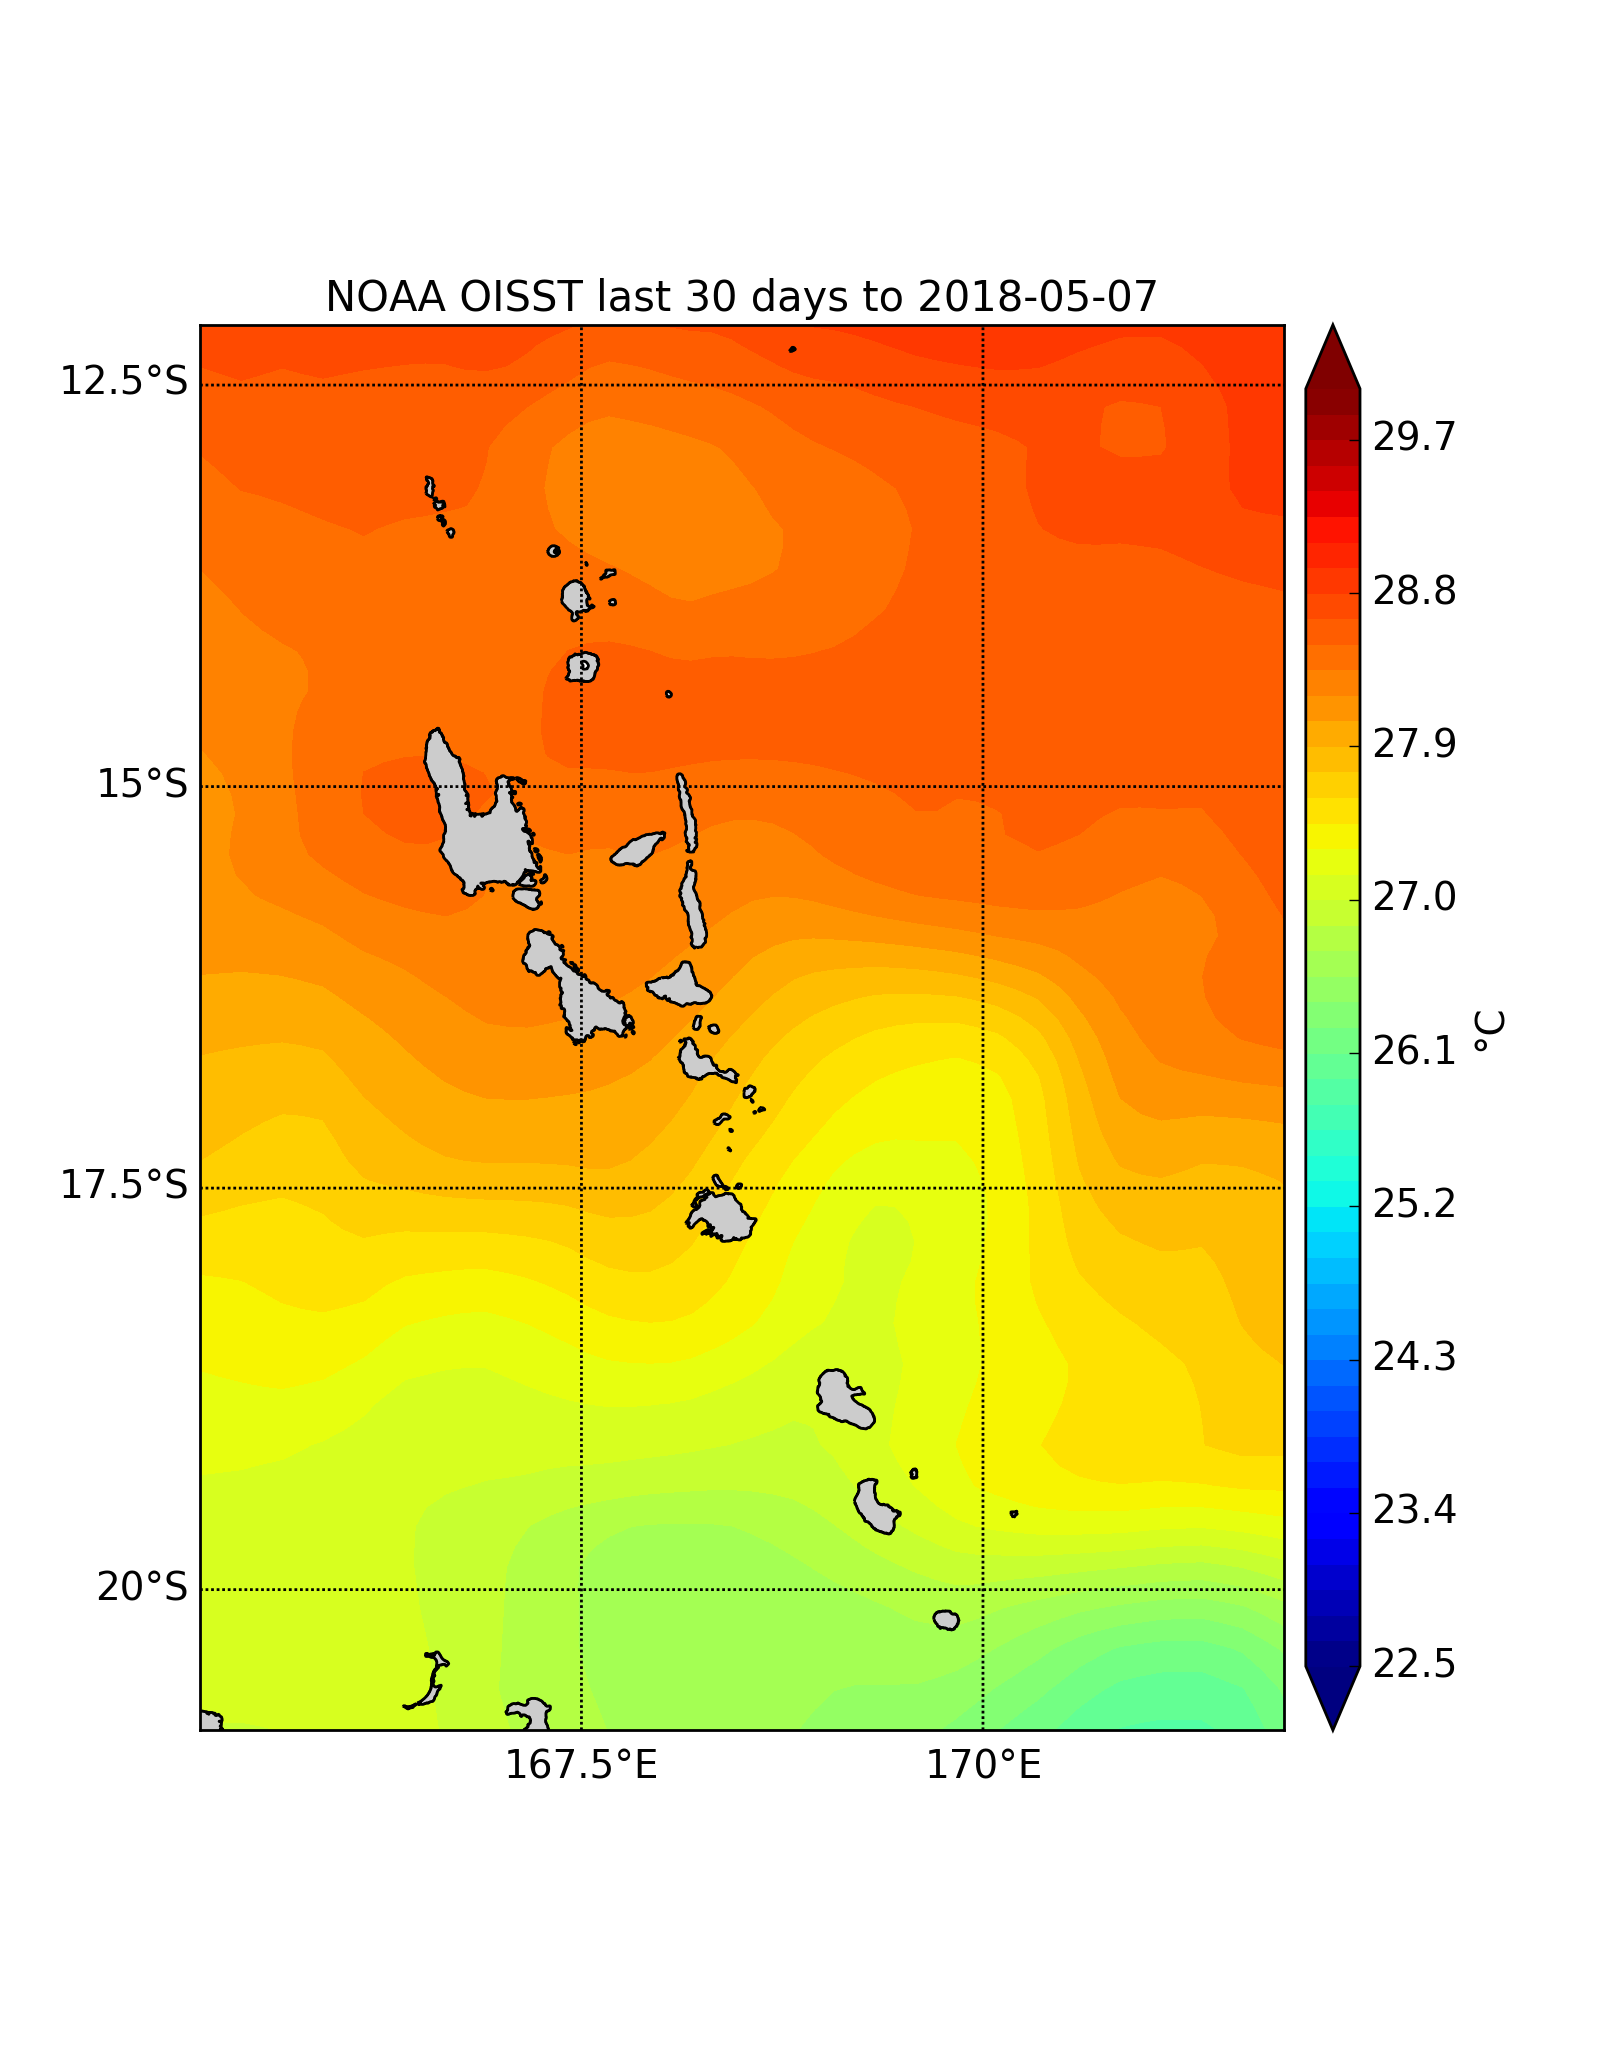 NOAA OISST last 30 days to 2018-05-07
12.5°S
15°S
17.5°S
20°S
167.5°E
170°E
29.7
28.8
27.9
27.0
26.1
25.2
24.3
23.4
22.5
°C